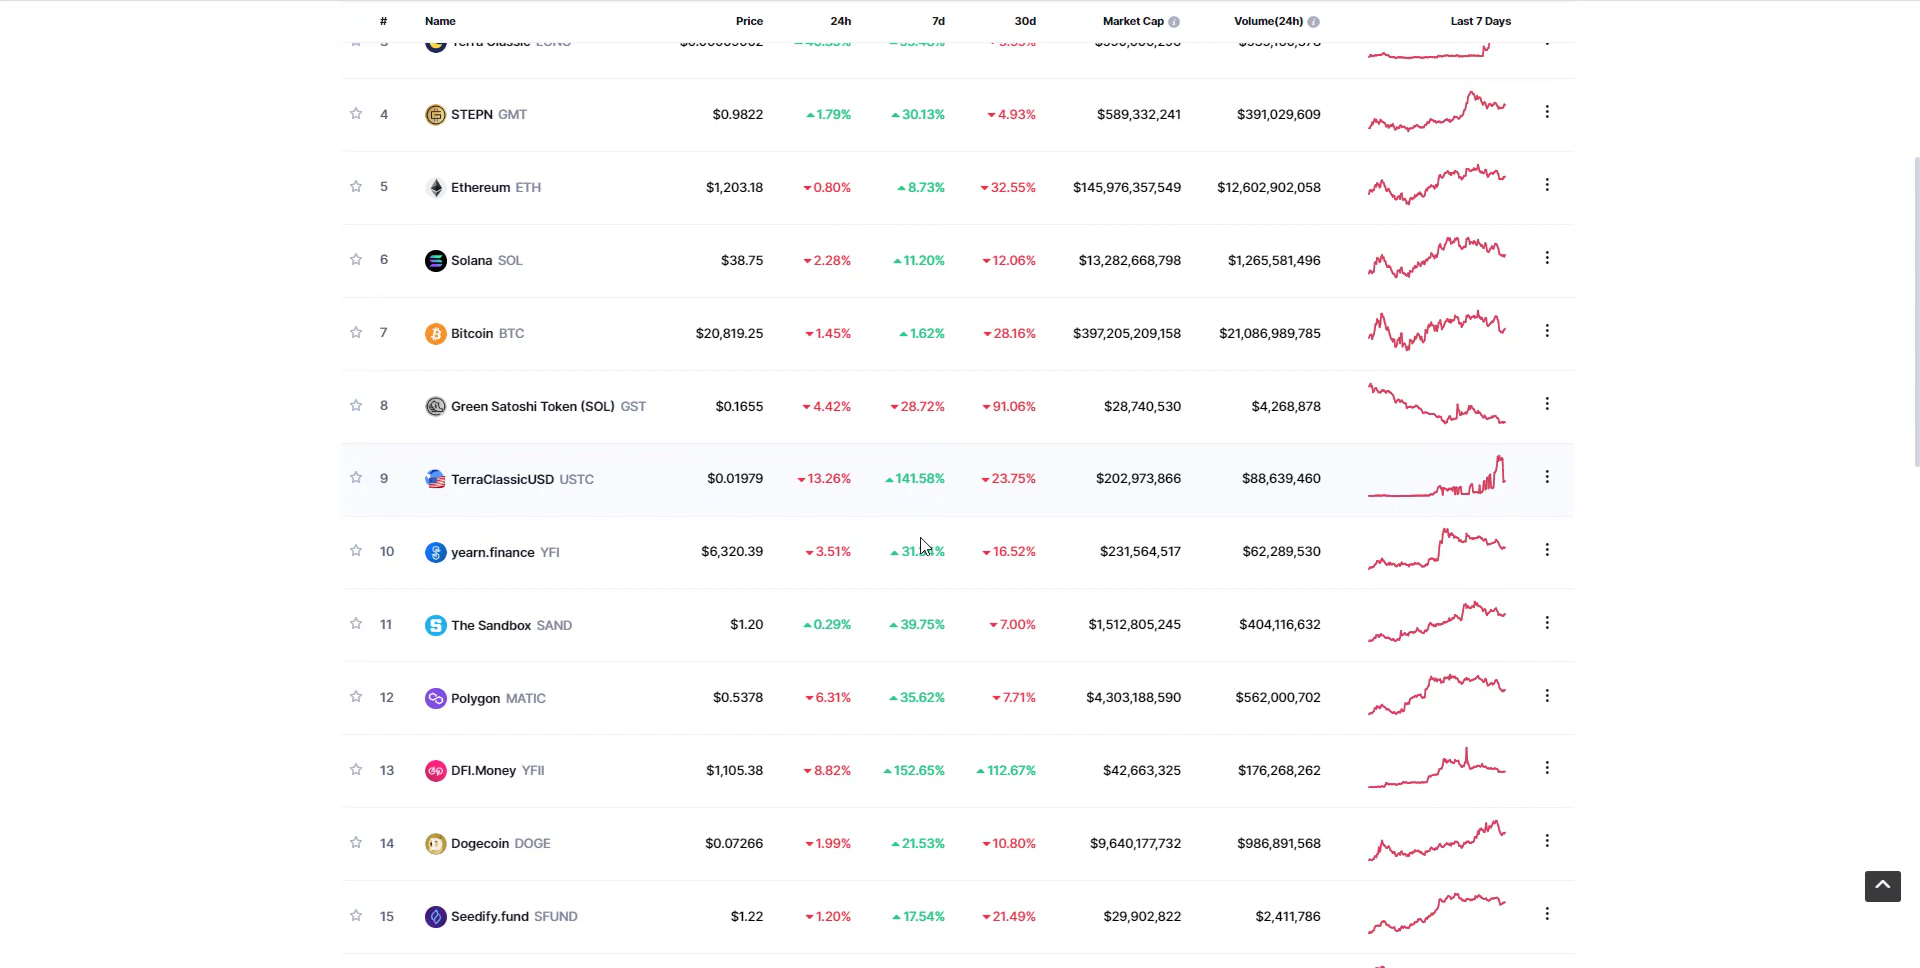 # Name Price 24h 7d 30d Market Cap Volume(24h) Last 7 Days
4 STEPN GMT $0.9822 1.79% 30.13% 4.93% $589,332,241 $391,029,609
5 Ethereum ETH $1,203.18 0.80% 8.73% 32.55% $145,976,357,549 $12,602,902,058
6 Solana SOL $38.75 2.28% 11.20% 12.06% $13,282,668,798 $1,265,581,496
7 Bitcoin BTC $20,819.25 1.45% 1.62% 28.16% $397,205,209,158 $21,086,989,785
8 Green Satoshi Token (SOL) GST $0.1655 4.42% 28.72% 91.06% $28,740,530 $4,268,878
9 TerraClassicUSD USTC $0.01979 13.26% 141.58% 23.75% $202,973,866 $88,639,460
10 yearn.finance YFI $6,320.39 3.51% 16.52% $231,564,517 $62,289,530
11 The Sandbox SAND $1.20 0.29% 39.75% 7.00% $1,512,805,245 $404,116,632
12 Polygon MATIC $0.5378 6.31% 35.62% 7.71% $4,303,188,590 $562,000,702
13 DFI.Money YFII $1,105.38 8.82% 152.65% 112.67% $42,663,325 $176,268,262
14 Dogecoin DOGE $0.07266 1.99% 21.53% 10.80% $9,640,177,732 $986,891,568
15 Seedify.fund SFUND $1.22 1.20% 17.54% 21.49% $29,902,822 $2,411,786